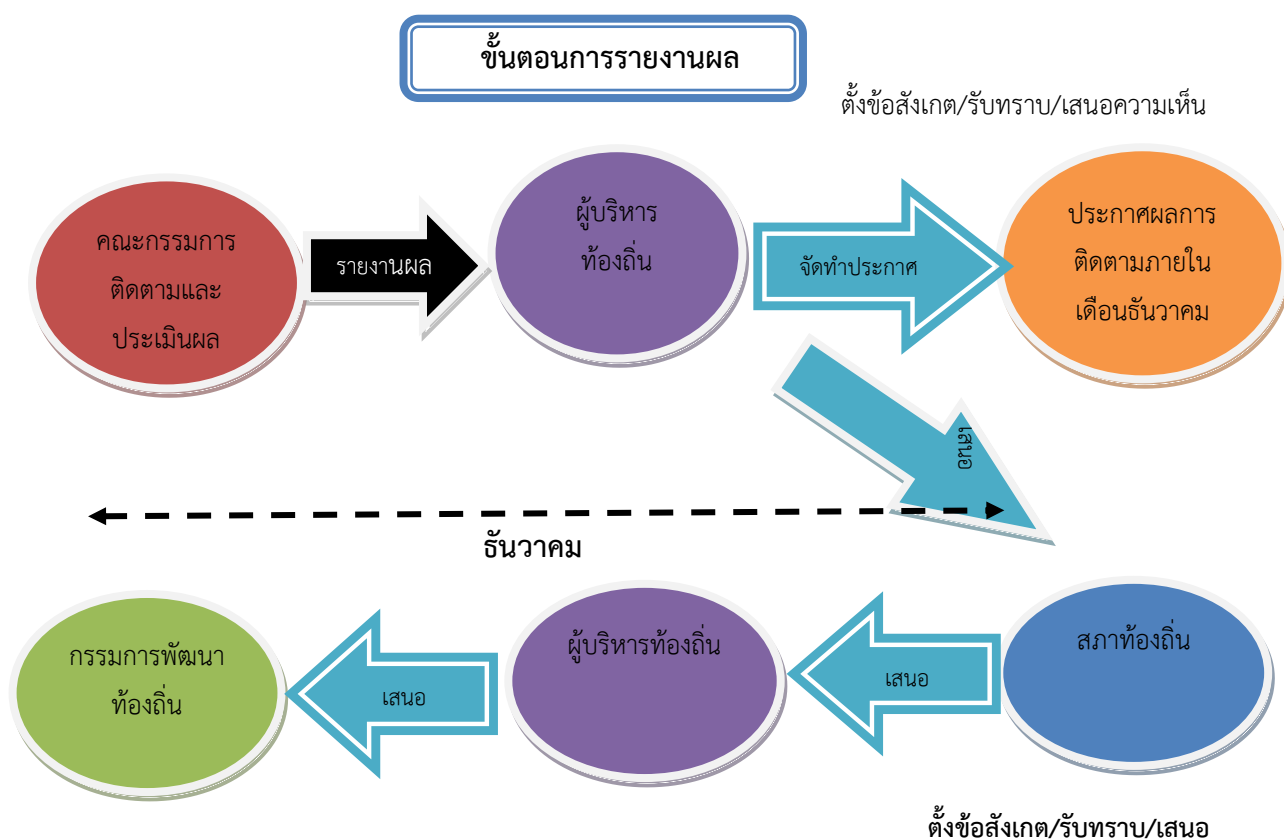 ขั้นตอนการรายงานผล
ตั้งข้อสังเกต/รับทราบ/เสนอความเห็น
คณะกรรมการ
ติดตามและ
ประเมินผล
รายงานผล
ผู้บริหาร
ท้องถิ่น
จัดทำประกาศ
ประกาศผลการ
ติดตามภายใน
เดือนธันวาคม
เสนอ
ธันวาคม
กรรมการพัฒนา
ท้องถิ่น
เสนอ
ผู้บริหารท้องถิ่น
เสนอ
สภาท้องถิ่น
ตั้งข้อสังเกต/รับทราบ/เสนอ